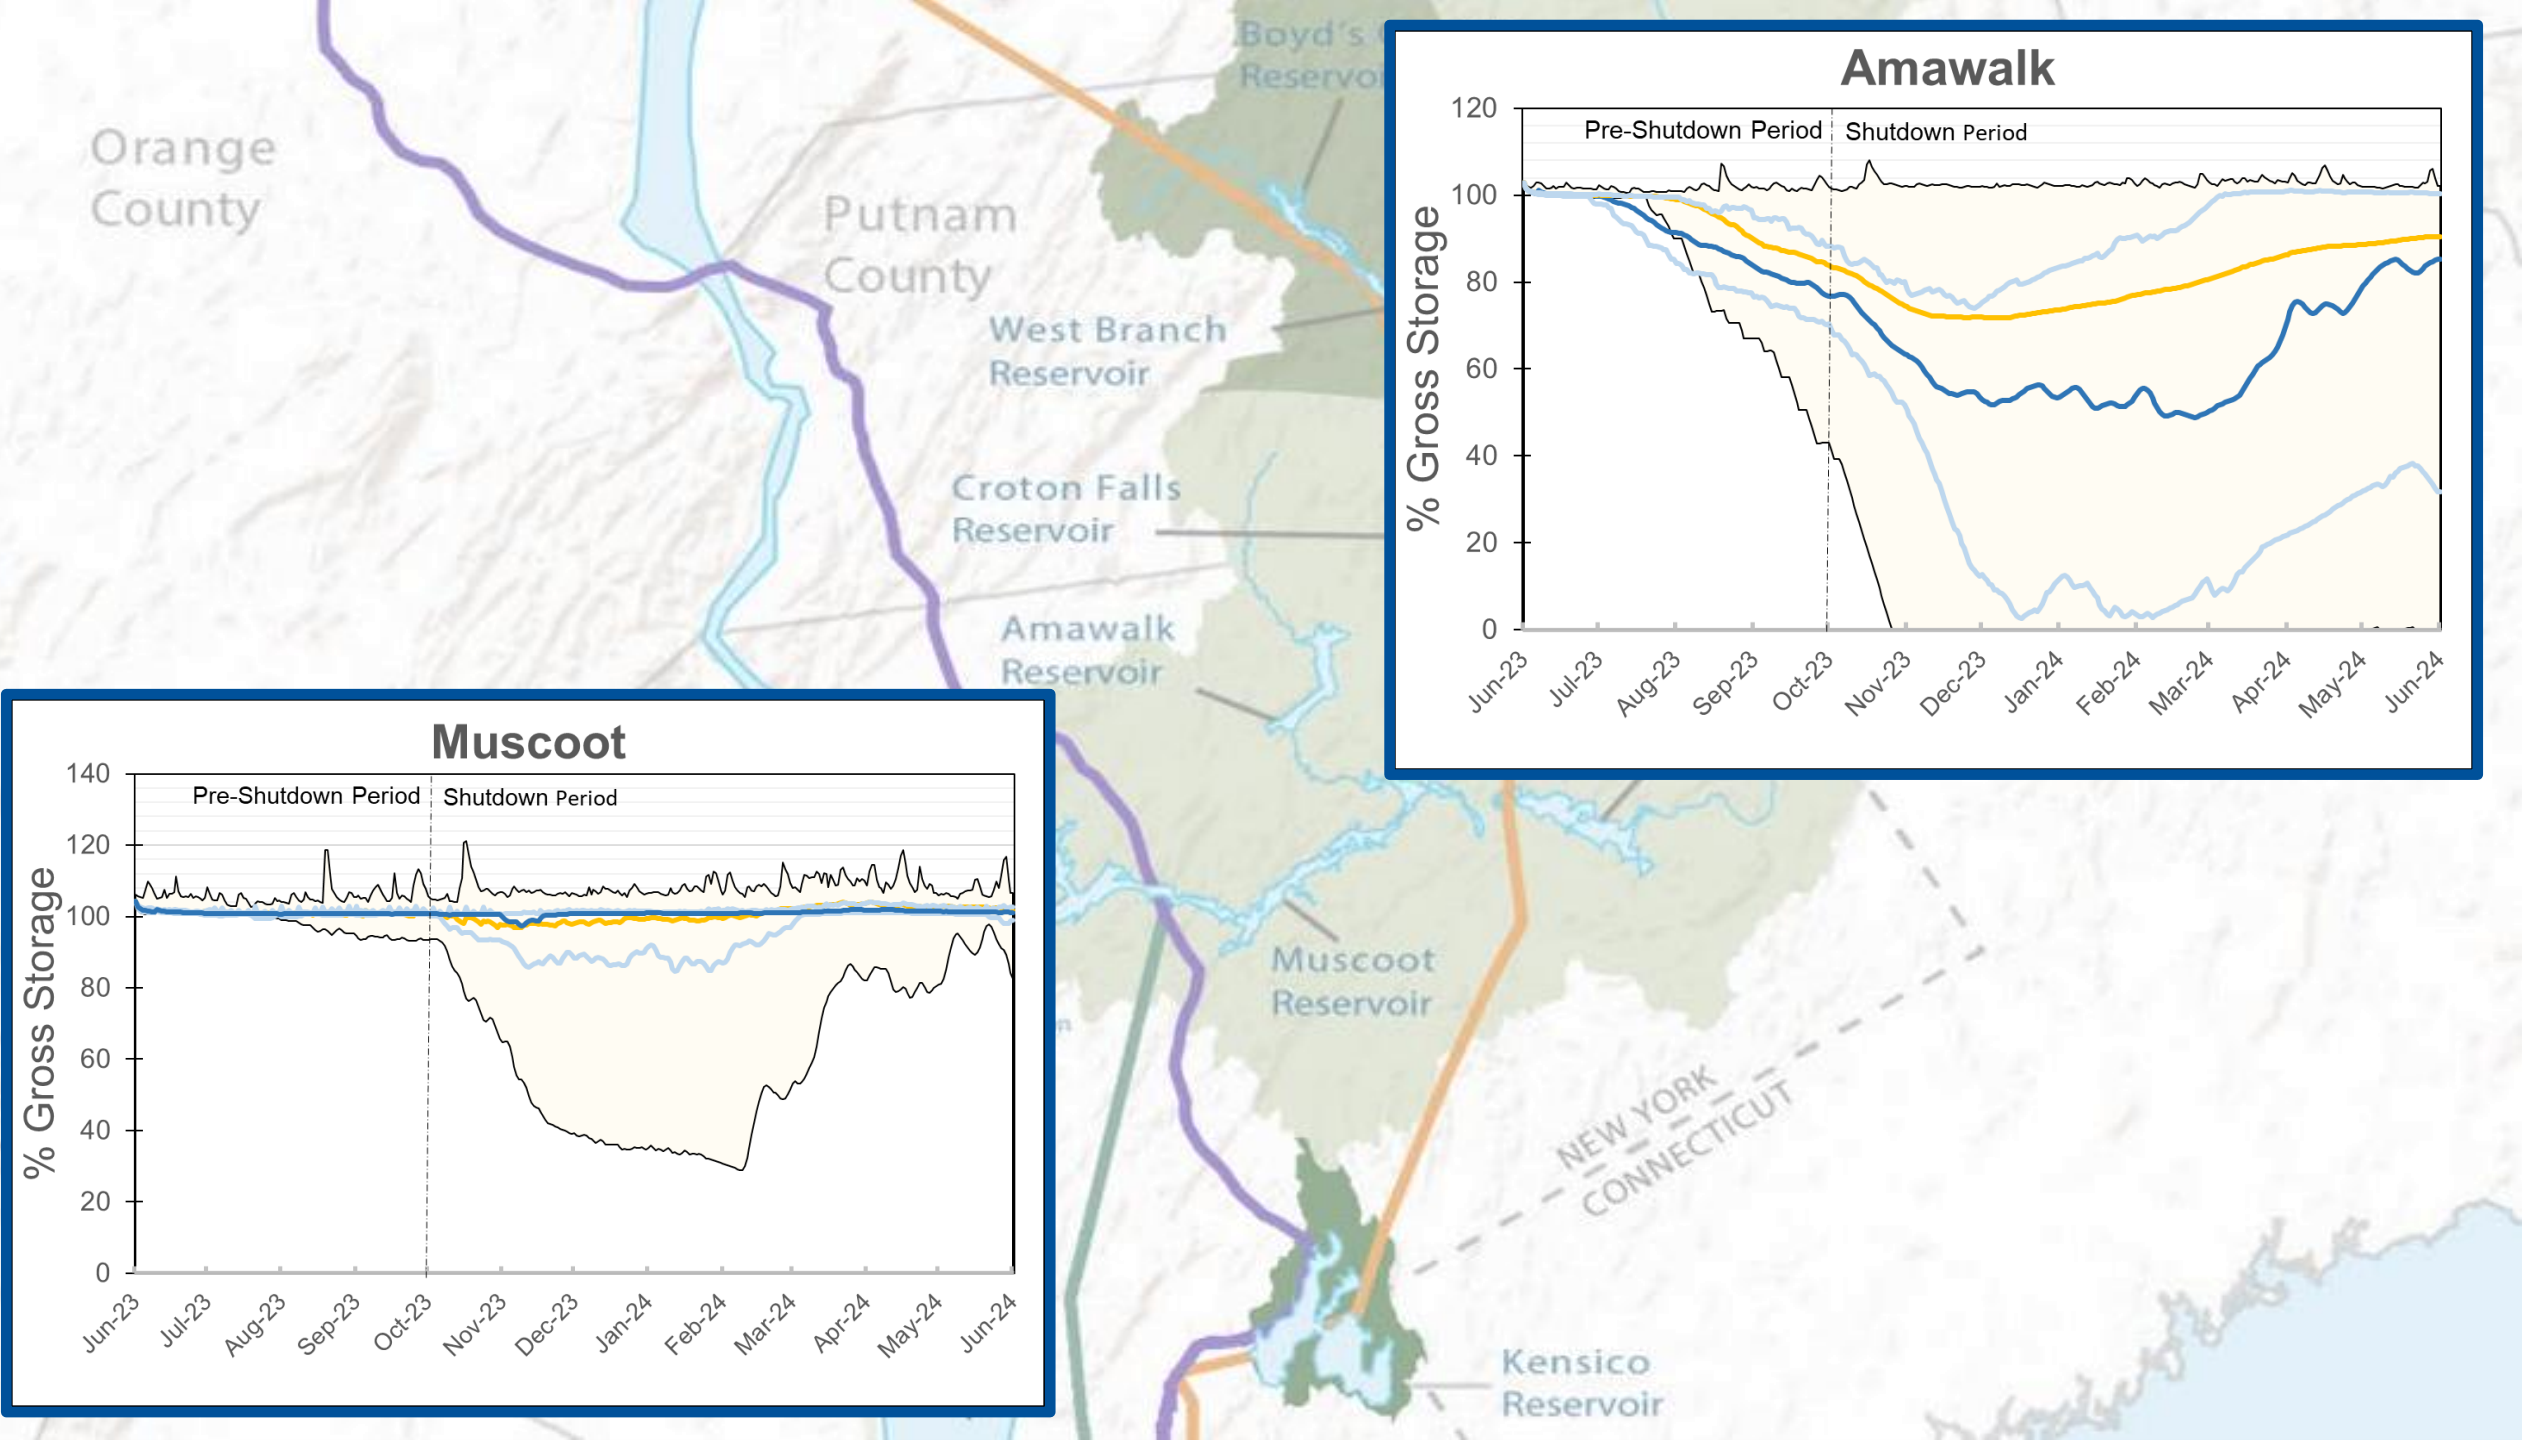 Boyd's
Orange
County
Putnam
County
West Branch
Reservoir
Croton Falls
Reservoir
Amawalk
Reservoir
Amawalk
120
100
80
60
40
20
0
% Gross Storage
Pre-Shutdown Period
Shutdown Period
Jun-23
Jul-23
Aug-23
Sep-23
Oct-23
Nov-23
Dec-23
Jan-24
Feb-24
Mar-24
Apr-24
May-24
Jun-24
Muscoot
140
120
100
80
60
40
20
0
% Gross Storage
Pre-Shutdown Period
Shutdown Period
Jun-23
Jul-23
Aug-23
Sep-23
Oct-23
Nov-23
Dec-23
Jan-24
Feb-24
Mar-24
Apr-24
May-24
Jun-24
Muscoot
Reservoir
NEW YORK
CONNECTICUT
Kensico
Reservoir